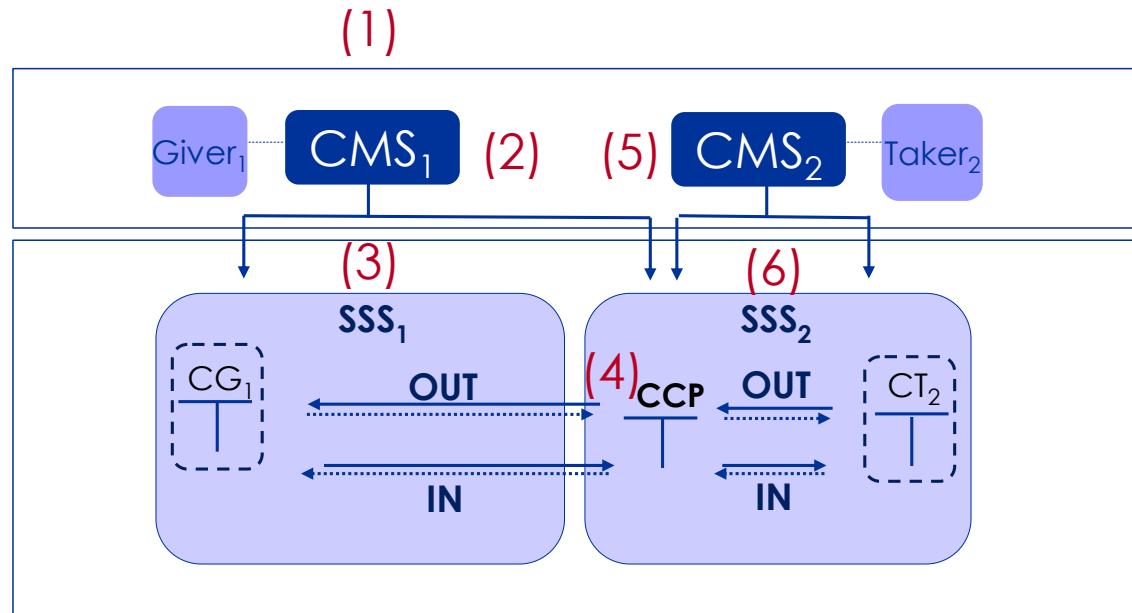 (1)
Giver₁
CMS₁
(2)
(5)
CMS₂
Taker₂
(3)
(6)
SSS₁
SSS₂
CG₁
OUT
(4)
CCP
OUT
CT₂
IN
IN